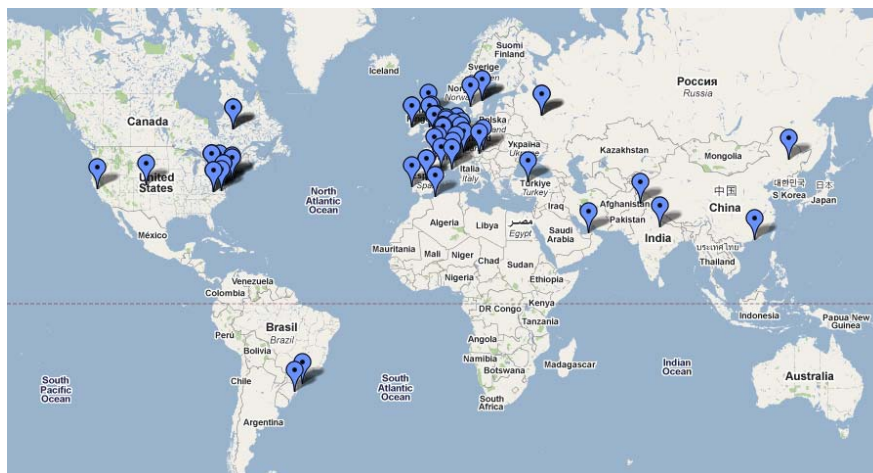 Iceland
Suomi
Finland
Sverige
Norway
Россия
Russia
Canada
Polska
Україна
Kazakhstan
Mongolia
United
States
Italia
Italy
Türkiye
Turkey
中国
China
대한민국
S Korea
日本
Japan
North
Atlantic
Ocean
Afghanistan
Pakistan
Iraq
Algeria
Libya
مصر
Egypt
Saudi
Arabia
India
México
Mauritania
Mali
Niger
Chad
Sudan
ประเทศไทย
Thailand
Venezuela
Colombia
Nigeria
Ethiopia
Kenya
DR Congo
Tanzania
Indonesia
Papua New
Guinea
Brasil
Brazil
Perú
Bolivia
Angola
Namibia
Botswana
Madagascar
Indian
Ocean
Australia
South
Pacific
Ocean
Chile
South
Atlantic
Ocean
South
Africa
Argentina